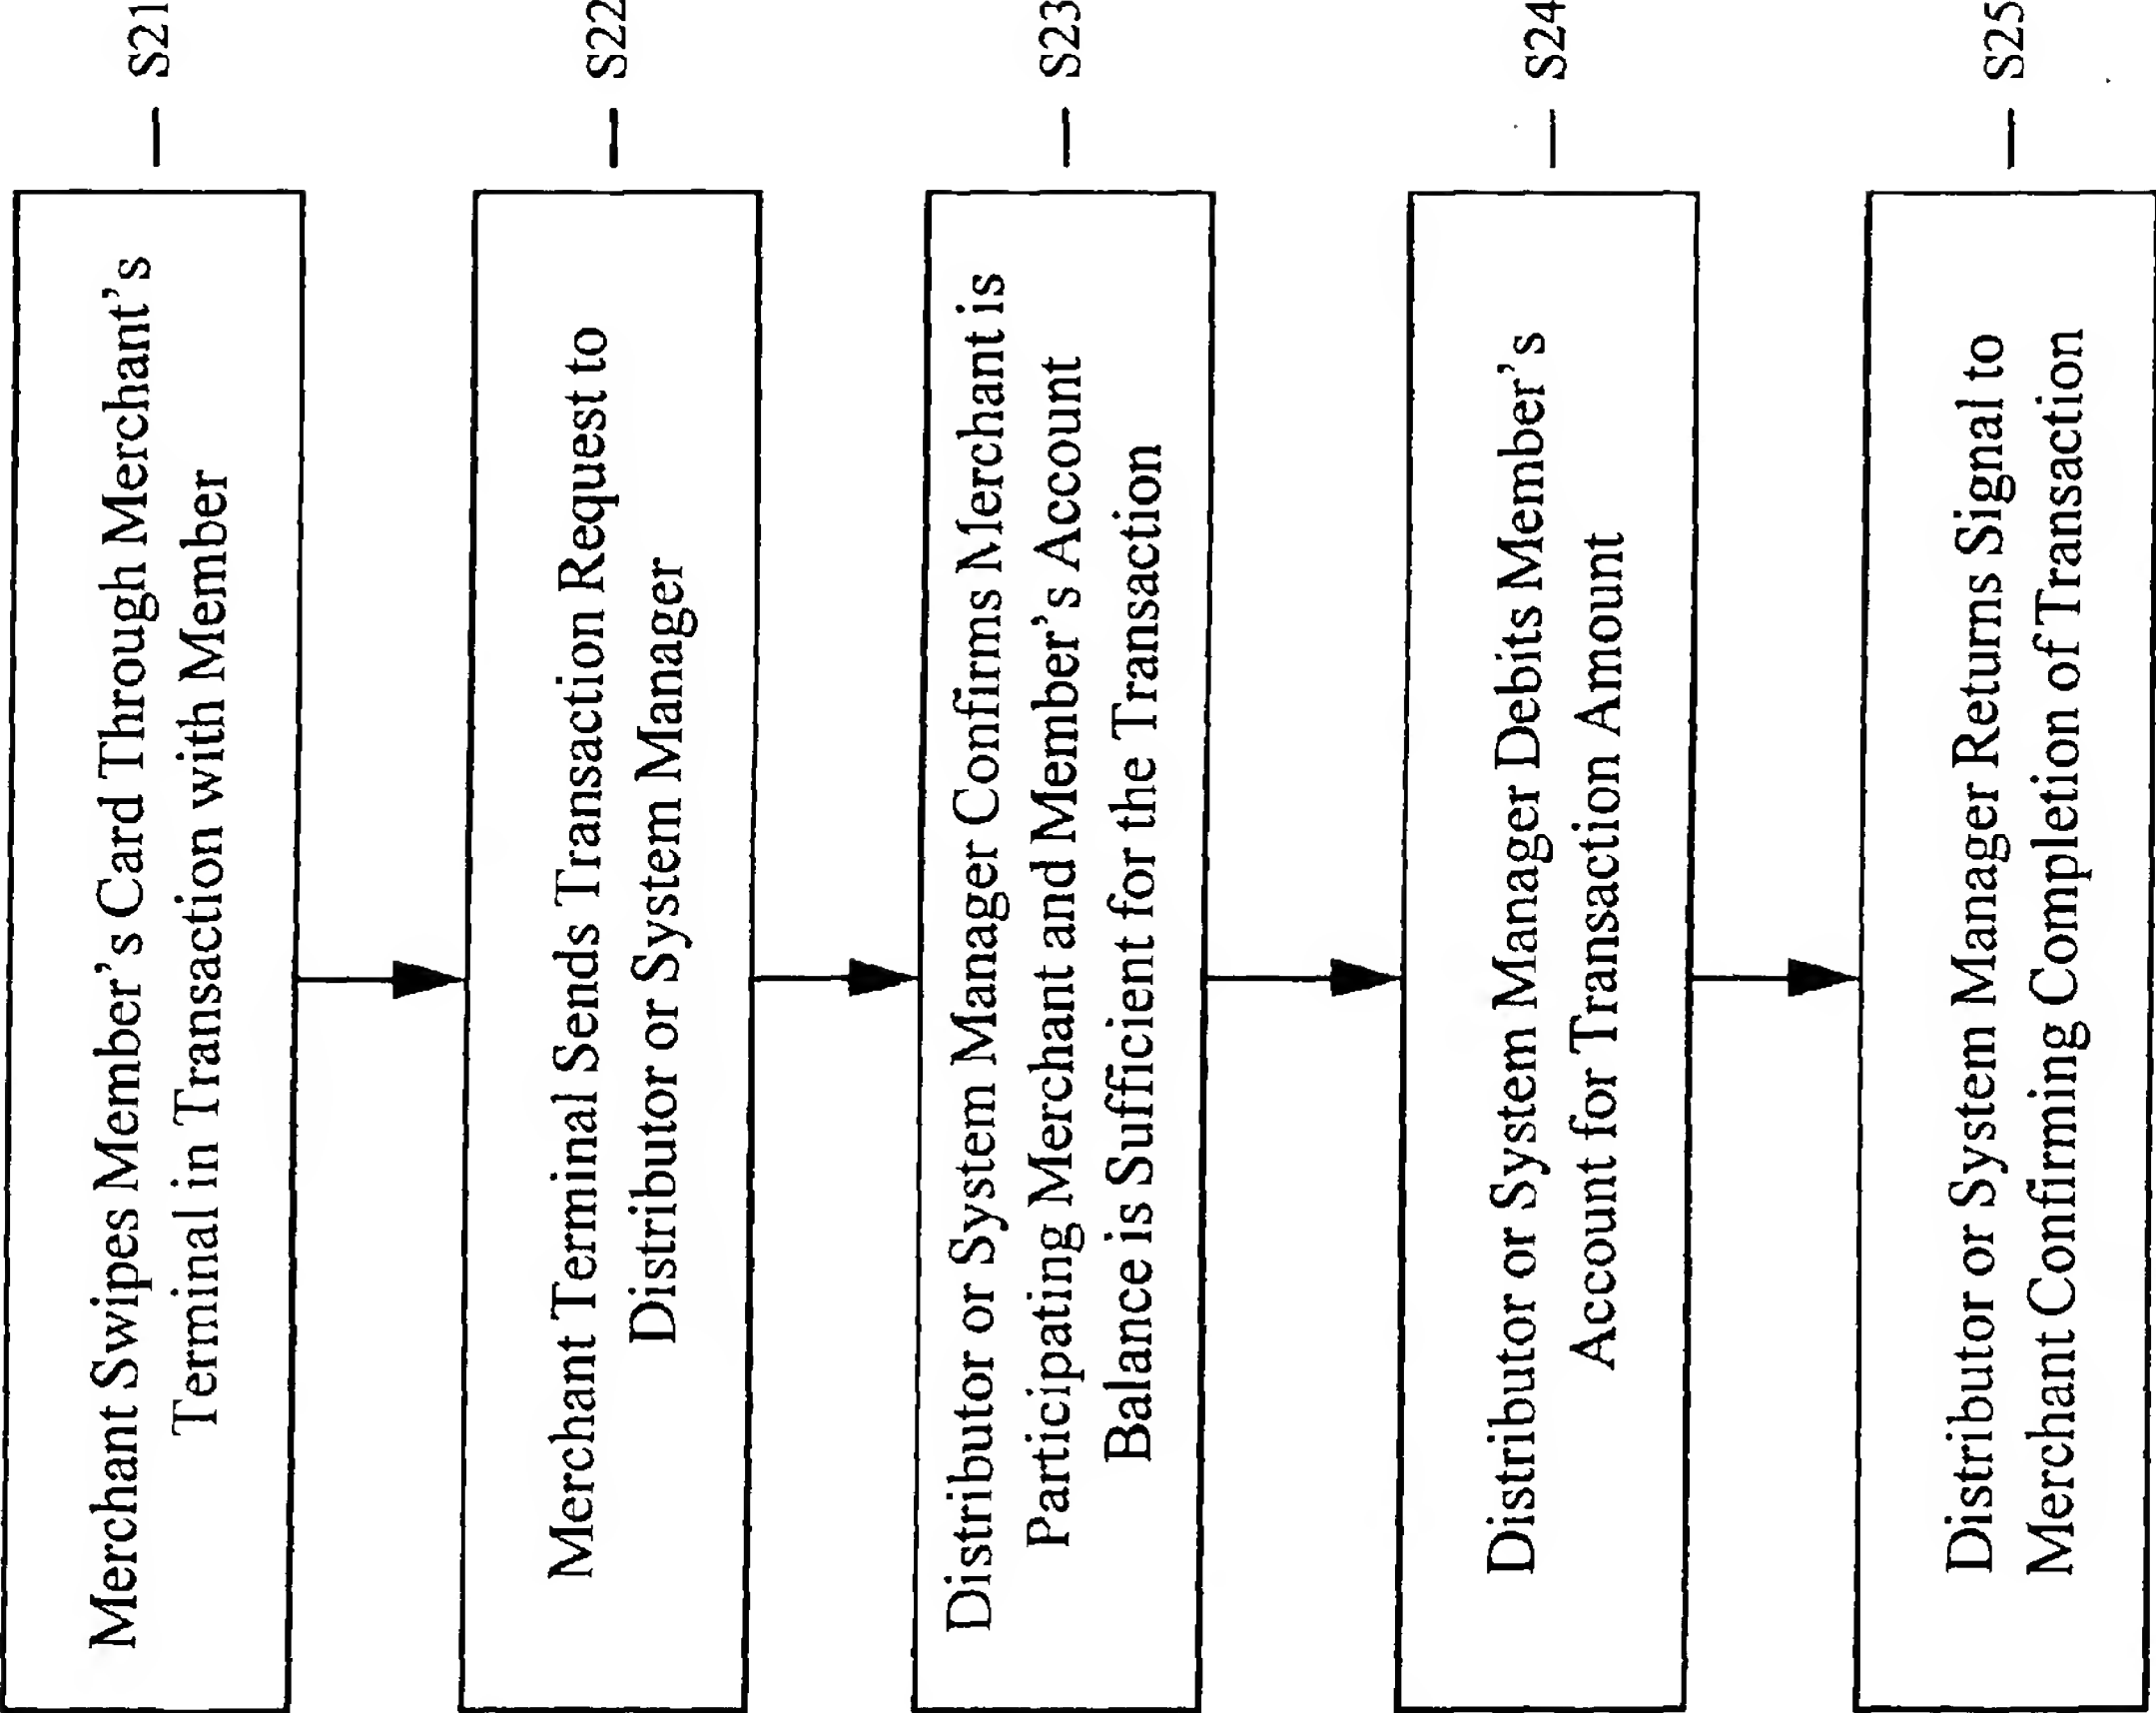 Merchant Swipes Member's Card Through Merchant's
Terminal in Transaction with Member
S21
Merchant Terminal Sends Transaction Request to
Distributor or System Manager
S22
Distributor or System Manager Confirms Merchant is
Participating Merchant and Member's Account
Balance is Sufficient for the Transaction
S23
Distributor or System Manager Debits Member's
Account for Transaction Amount
S24
Distributor or System Manager Returns Signal to
Merchant Confirming Completion of Transaction
S25